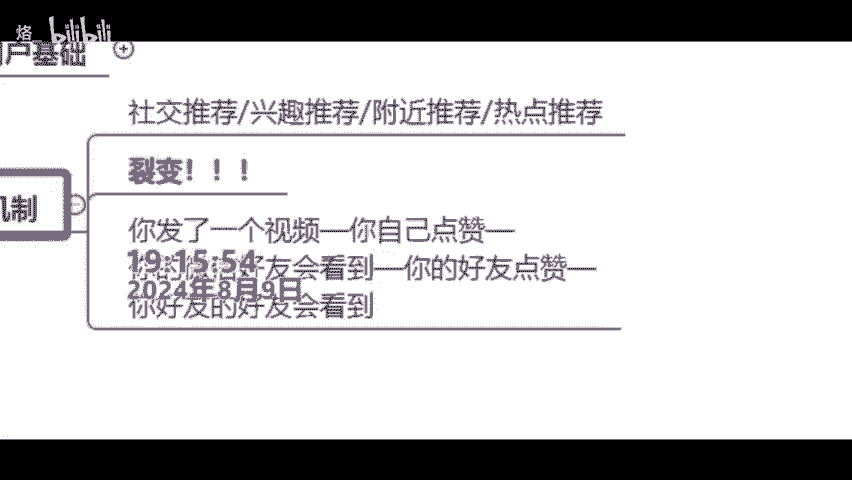 烙_ bilibili
户基础
社交推荐/兴趣推荐/附近推荐/热点推荐
裂变！！！
机制
你发了一个视频—你自己点赞—
19:15:54
好友会看到—你的好友点赞—
2024年8月9日
你好友的好友会看到